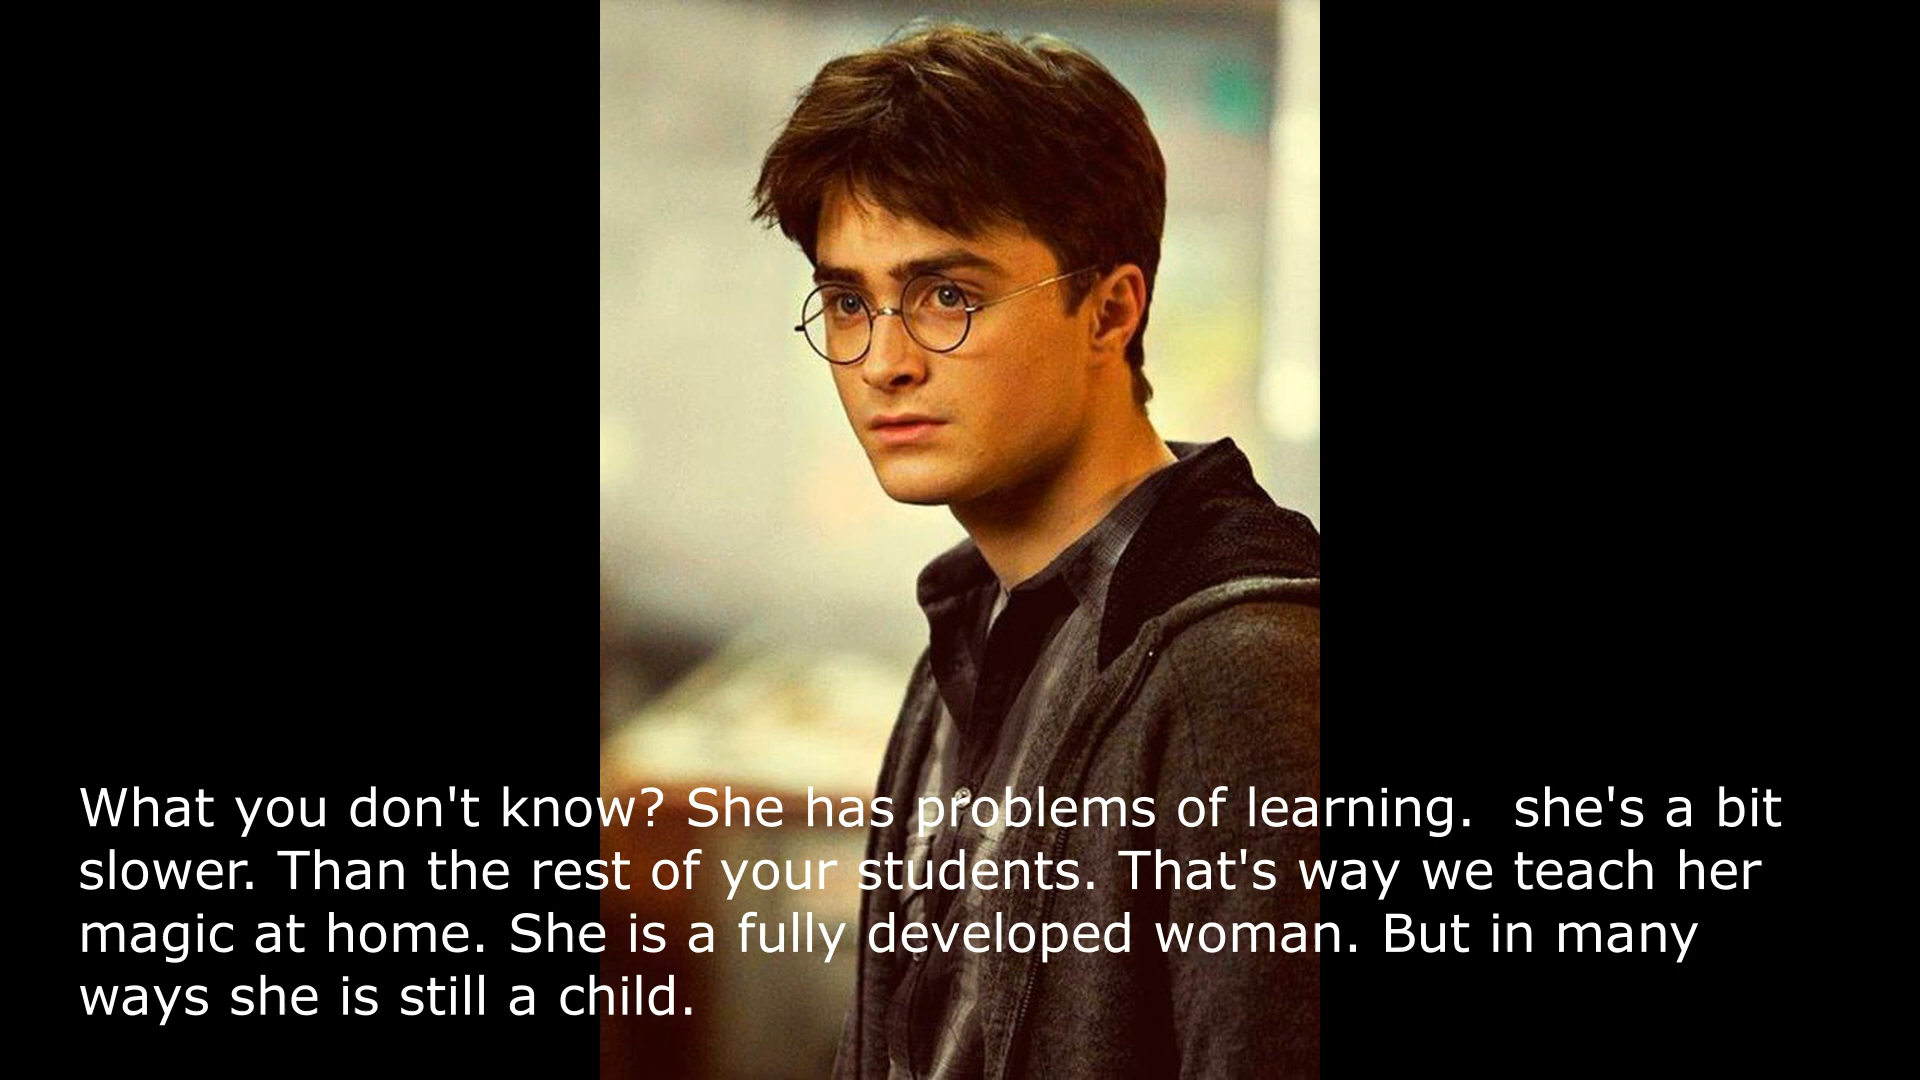 What you don't know? She has problems of learning.  she's a bit
slower. Than the rest of your students. That's way we teach her
magic at home. She is a fully developed woman. But in many
ways she is still a child.